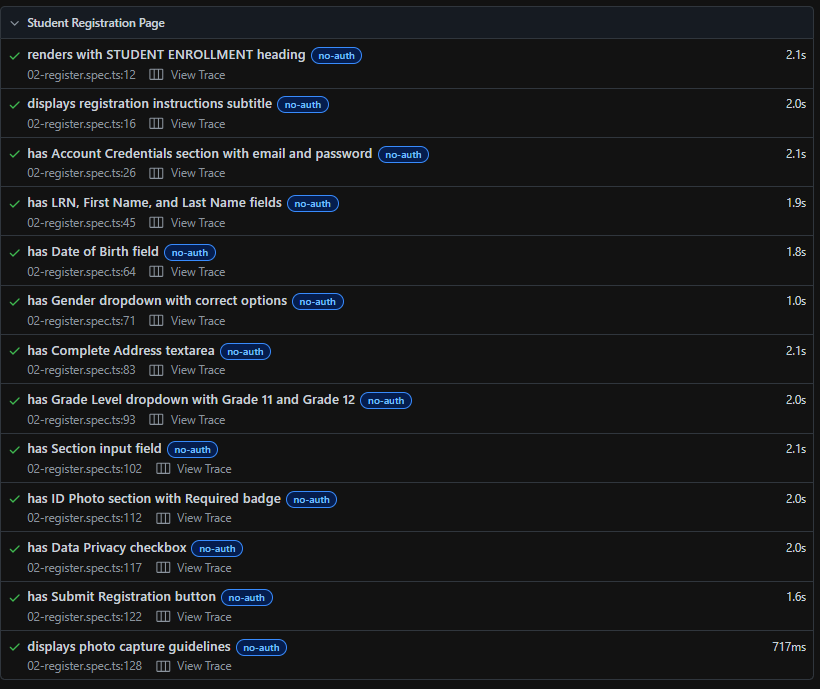 Student Registration Page
renders with STUDENT ENROLLMENT heading no-auth 2.1s
02-register.spec.ts:12 View Trace
displays registration instructions subtitle no-auth 2.0s
02-register.spec.ts:16 View Trace
has Account Credentials section with email and password no-auth 2.1s
02-register.spec.ts:26 View Trace
has LRN, First Name, and Last Name fields no-auth 1.9s
02-register.spec.ts:45 View Trace
has Date of Birth field no-auth 1.8s
02-register.spec.ts:64 View Trace
has Gender dropdown with correct options no-auth 1.0s
02-register.spec.ts:71 View Trace
has Complete Address textarea no-auth 2.1s
02-register.spec.ts:83 View Trace
has Grade Level dropdown with Grade 11 and Grade 12 no-auth 2.0s
02-register.spec.ts:93 View Trace
has Section input field no-auth 2.1s
02-register.spec.ts:102 View Trace
has ID Photo section with Required badge no-auth 2.0s
02-register.spec.ts:112 View Trace
has Data Privacy checkbox no-auth 2.0s
02-register.spec.ts:117 View Trace
has Submit Registration button no-auth 1.6s
02-register.spec.ts:122 View Trace
displays photo capture guidelines no-auth 717ms
02-register.spec.ts:128 View Trace